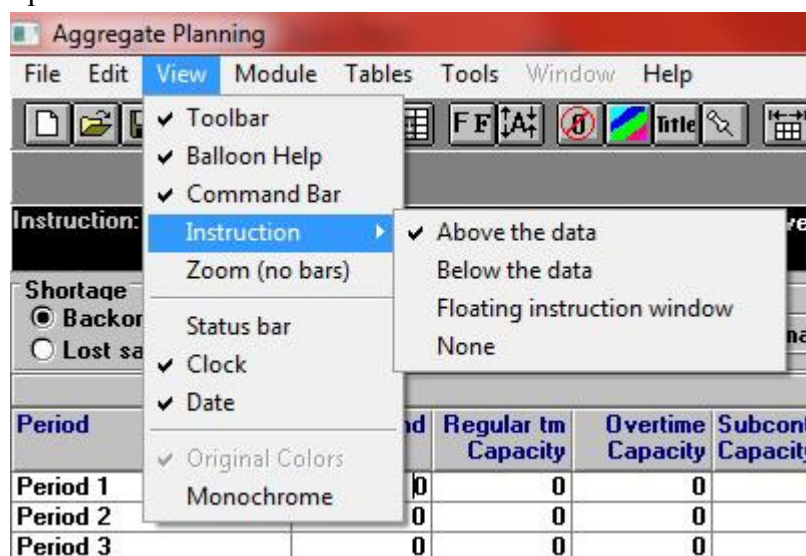 Aggregate Planning
File Edit View Module Tables Tools Window Help
FF A Title
Toolbar
Balloon Help
Command Bar
Instruction:
Instruction
Above the data
Below the data
Floating instruction window
None
Zoom (no bars)
Shortage
Status bar
Clock
Date
Period Regular tm Capacity Overtime Capacity
Original Colors
Monochrome
Period 1 0 0 0
Period 2 0 0 0
Period 3 0 0 0